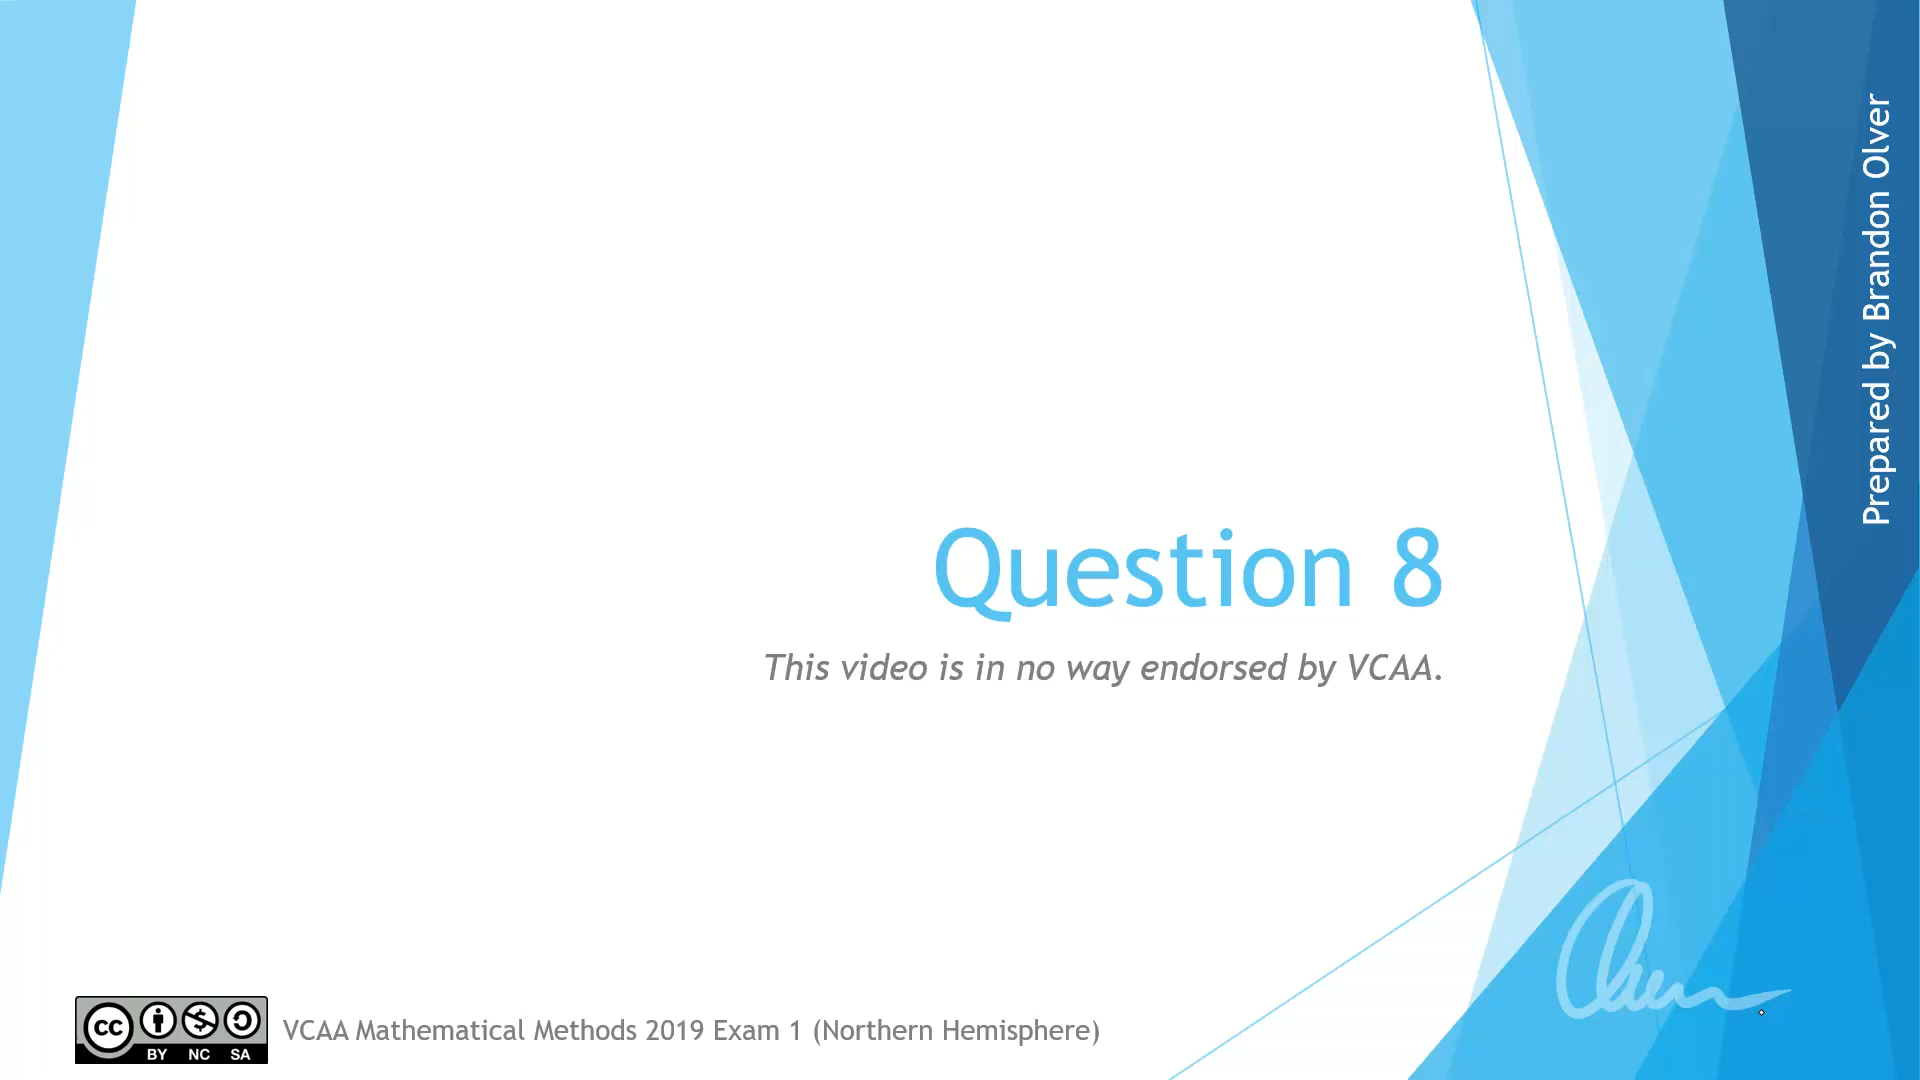 Question 8
This video is in no way endorsed by VCAA.
Prepared by Brandon Olver
cc BY NC SA
VCAA Mathematical Methods 2019 Exam 1 (Northern Hemisphere)